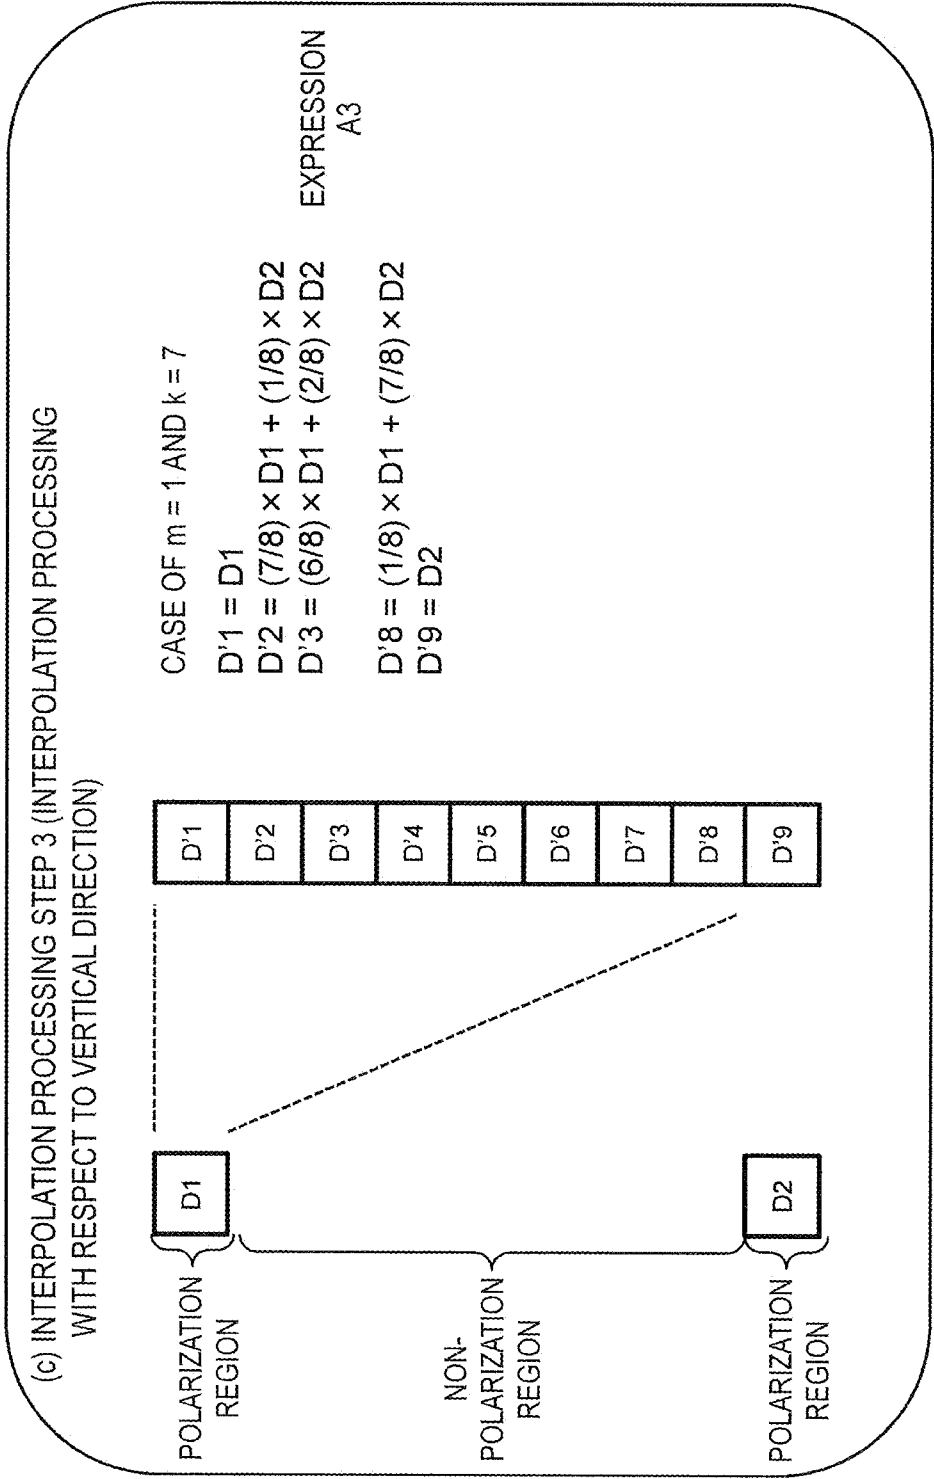 (c) INTERPOLATION PROCESSING STEP 3 (INTERPOLATION PROCESSING
WITH RESPECT TO VERTICAL DIRECTION)
POLARIZATION
REGION
NON-
POLARIZATION
REGION
POLARIZATION
REGION
D1
D2
D'1
D'2
D'3
D'4
D'5
D'6
D'7
D'8
D'9
CASE OF m = 1 AND k = 7
D'1 = D1
D'2 = (7/8) × D1 + (1/8) × D2
D'3 = (6/8) × D1 + (2/8) × D2
D'8 = (1/8) × D1 + (7/8) × D2
D'9 = D2
EXPRESSION
A3